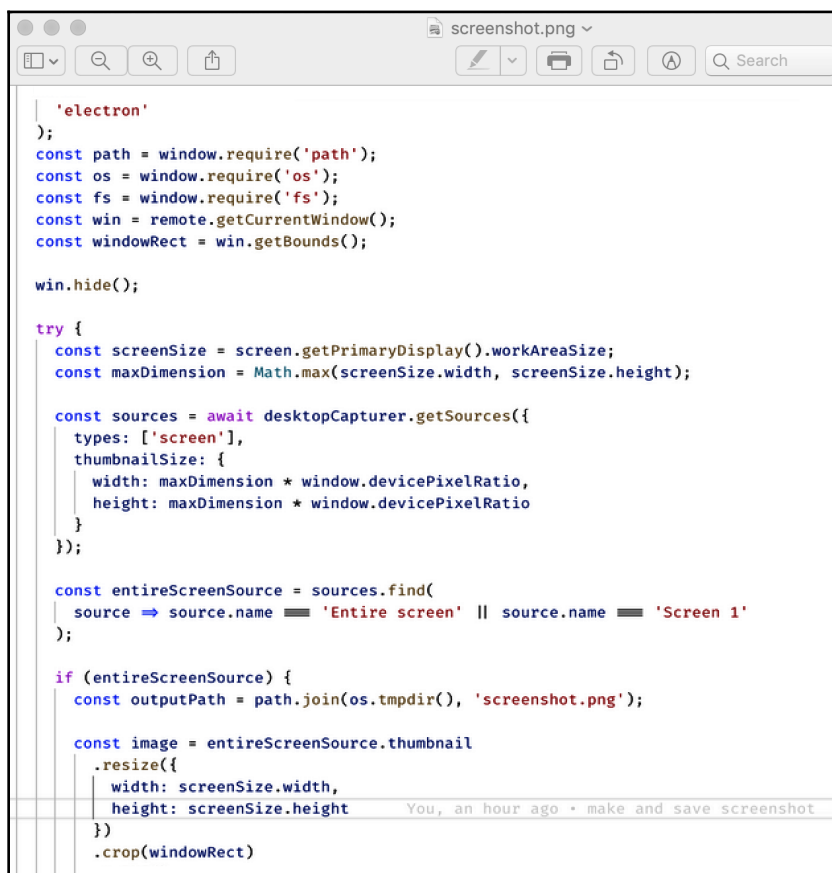 screenshot.png
Search
'electron'
);
const path = window.require('path');
const os = window.require('os');
const fs = window.require('fs');
const win = remote.getCurrentWindow();
const windowRect = win.getBounds();
win.hide();
try {
const screenSize = screen.getPrimaryDisplay().workAreaSize;
const maxDimension = Math.max(screenSize.width, screenSize.height);
const sources = await desktopCapturer.getSources({
types: ['screen'],
thumbnailSize: {
width: maxDimension * window.devicePixelRatio,
height: maxDimension * window.devicePixelRatio
}
});
const entireScreenSource = sources.find(
source => source.name === 'Entire screen' || source.name === 'Screen 1'
);
if (entireScreenSource) {
const outputPath = path.join(os.tmpdir(), 'screenshot.png');
const image = entireScreenSource.thumbnail
.resize({
width: screenSize.width,
height: screenSize.height You, an hour ago • make and save screenshot
})
.crop(windowRect)